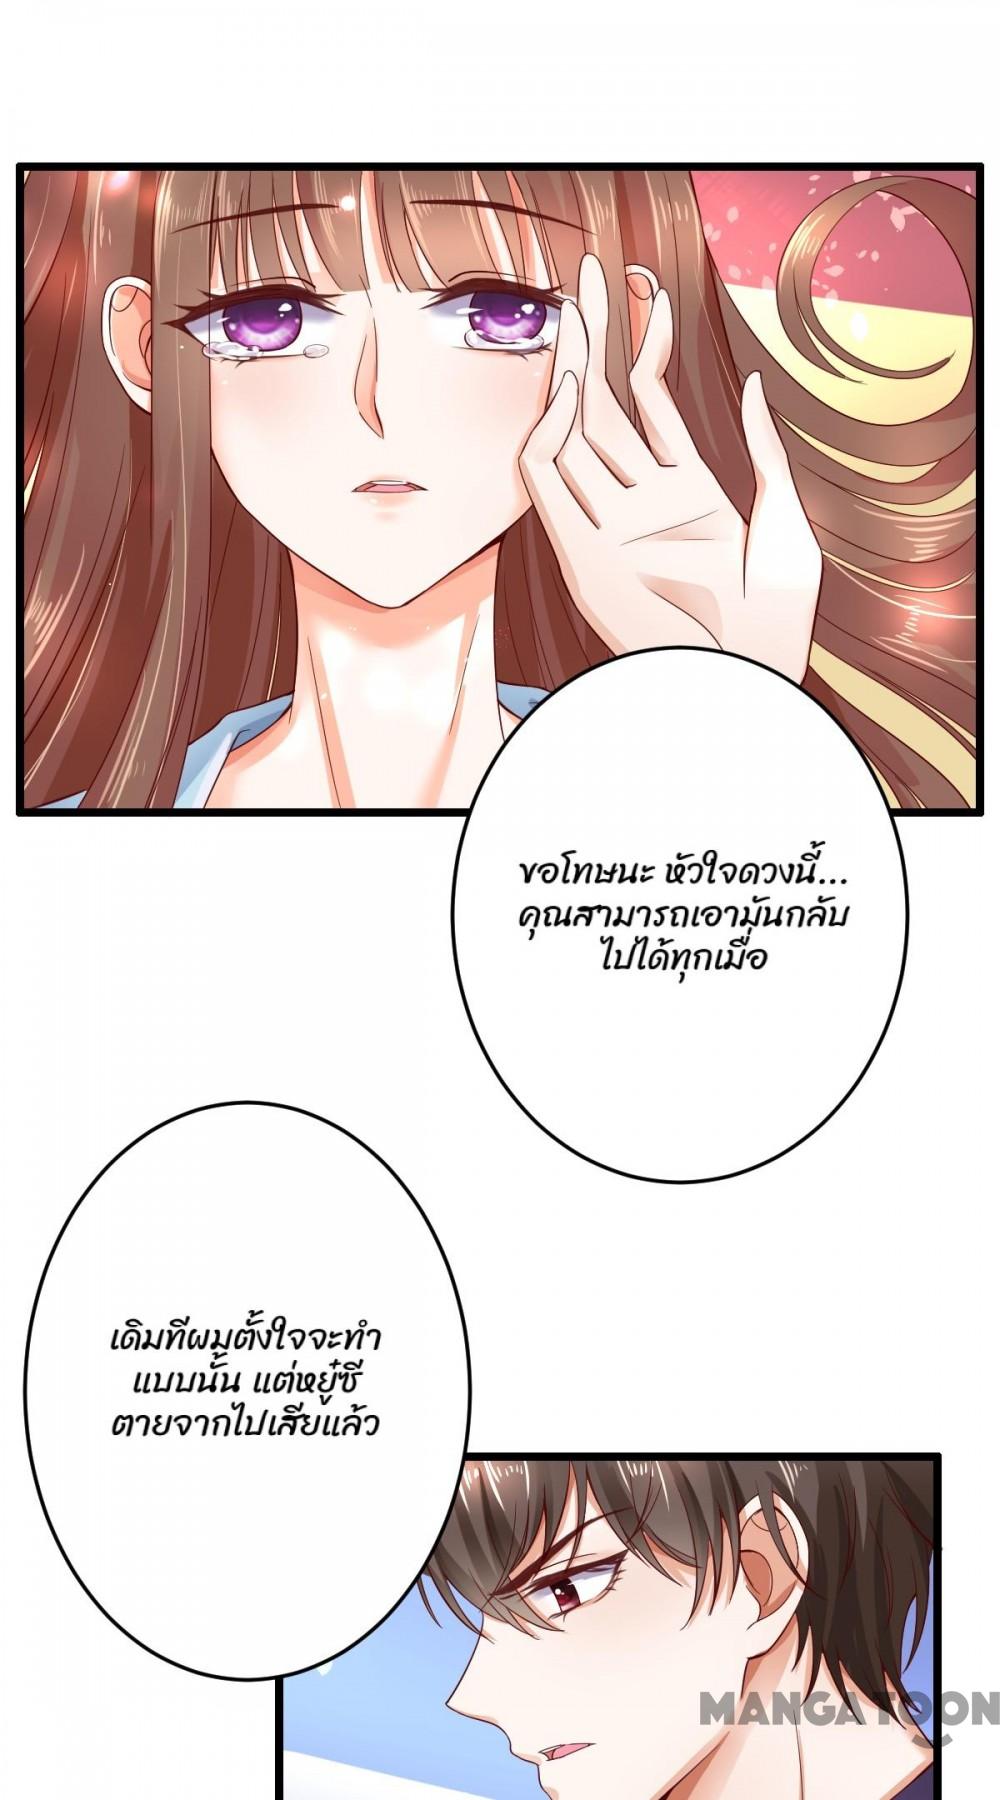 ขอโทษนะ หัวใจดวงนี้...
คุณสามารถเอามันกลับ
ไปได้ทุกเมื่อ
เดิมทีผมตั้งใจจะทำ
แบบนั้น แต่หยู๋ซี
ตายจากไปเสียแล้ว
MANGATOON